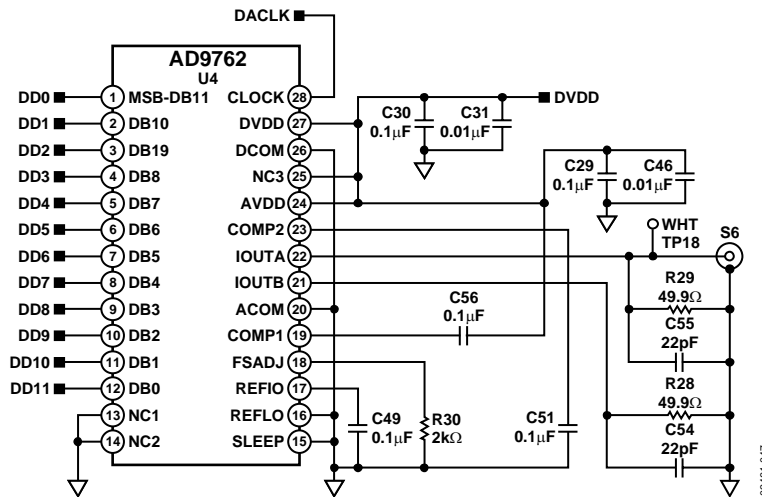 DACLK
AD9762
U4
DD0 1 MSB-DB11 CLOCK 28
DD1 2 DB10 DVDD 27
DD2 3 DB19 DCOM 26
DD3 4 DB8 NC3 25
DD4 5 DB7 AVDD 24
DD5 6 DB6 COMP2 23
DD6 7 DB5 IOUTA 22
DD7 8 DB4 IOUTB 21
DD8 9 DB3 ACOM 20
DD9 10 DB2 COMP1 19
DD10 11 DB1 FSADJ 18
DD11 12 DB0 REFIO 17
13 NC1 REFLO 16
14 NC2 SLEEP 15
DVDD
C30
0.1µF
C31
0.01µF
C29
0.1µF
C46
0.01µF
WHT
TP18
S6
R29
49.9Ω
C55
22pF
R28
49.9Ω
C54
22pF
C56
0.1µF
C49
0.1µF
R30
2kΩ
C51
0.1µF